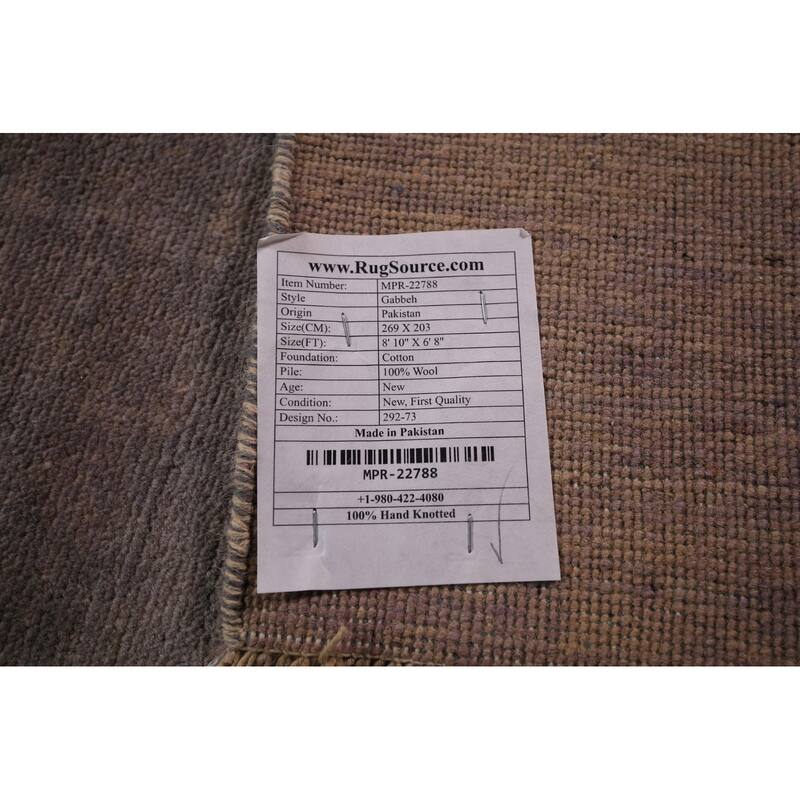 www.RugSource.com
Item Number: MPR-22788
Style Gabbeh
Origin Pakistan
Size(CM): 269 X 203
Size(FT): 8' 10" X 6' 8"
Foundation: Cotton
Pile: 100% Wool
Age: New
Condition: New, First Quality
Design No.: 292-73
Made in Pakistan
MPR-22788
+1-980-422-4080
100% Hand Knotted